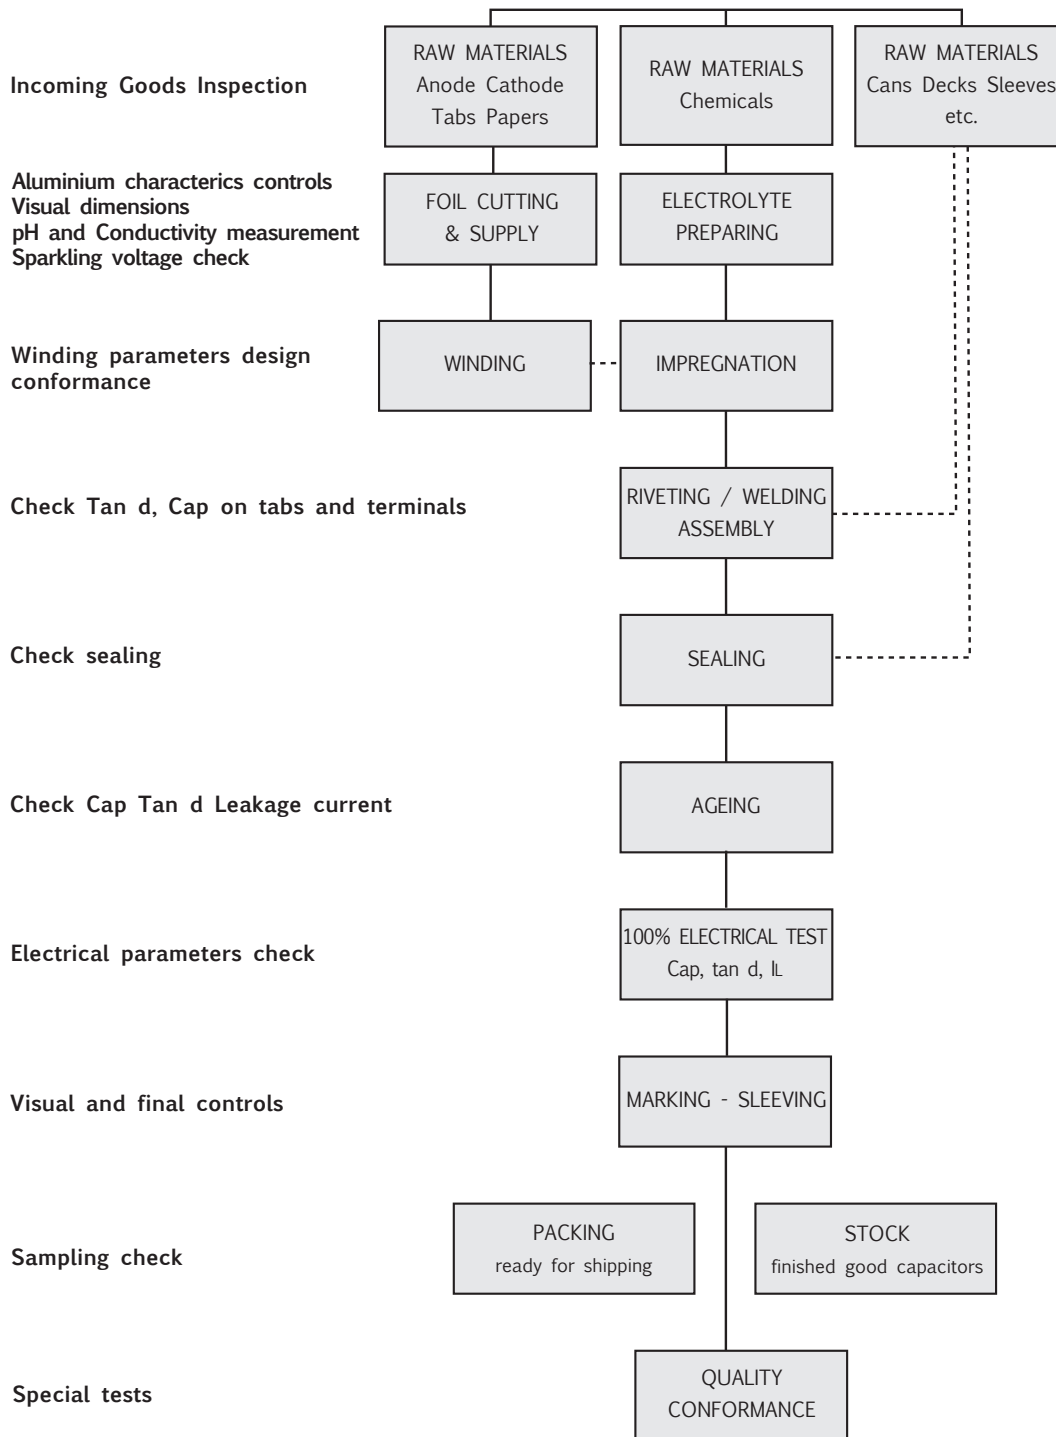 Incoming Goods Inspection
RAW MATERIALS
Anode Cathode
Tabs Papers
RAW MATERIALS
Chemicals
RAW MATERIALS
Cans Decks Sleeves
etc.
Aluminium characterics controls
Visual dimensions
pH and Conductivity measurement
Sparkling voltage check
FOIL CUTTING
& SUPPLY
ELECTROLYTE
PREPARING
Winding parameters design
conformance
WINDING
IMPREGNATION
Check Tan d, Cap on tabs and terminals
RIVETING / WELDING
ASSEMBLY
Check sealing
SEALING
Check Cap Tan d Leakage current
AGEING
Electrical parameters check
100% ELECTRICAL TEST
Cap, tan d, IL
Visual and final controls
MARKING - SLEEVING
Sampling check
PACKING
ready for shipping
STOCK
finished good capacitors
Special tests
QUALITY
CONFORMANCE